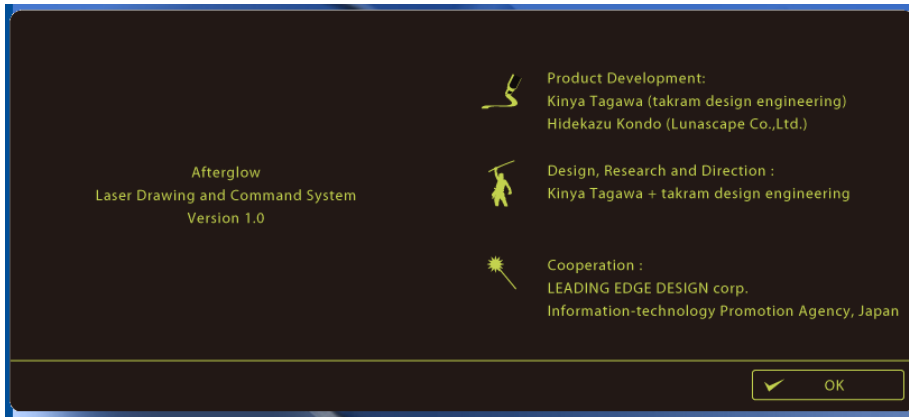 Afterglow
Laser Drawing and Command System
Version 1.0
Product Development:
Kinya Tagawa (takram design engineering)
Hidekazu Kondo (Lunascape Co.,Ltd.)
Design, Research and Direction :
Kinya Tagawa + takram design engineering
Cooperation :
LEADING EDGE DESIGN corp.
Information-technology Promotion Agency, Japan
OK